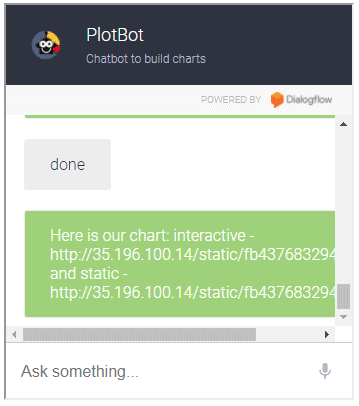 PlotBot
Chatbot to build charts
POWERED BY Dialogflow
done
Here is our chart: interactive -
http://35.196.100.14/static/fb437683294
and static -
http://35.196.100.14/static/fb437683294
Ask something...